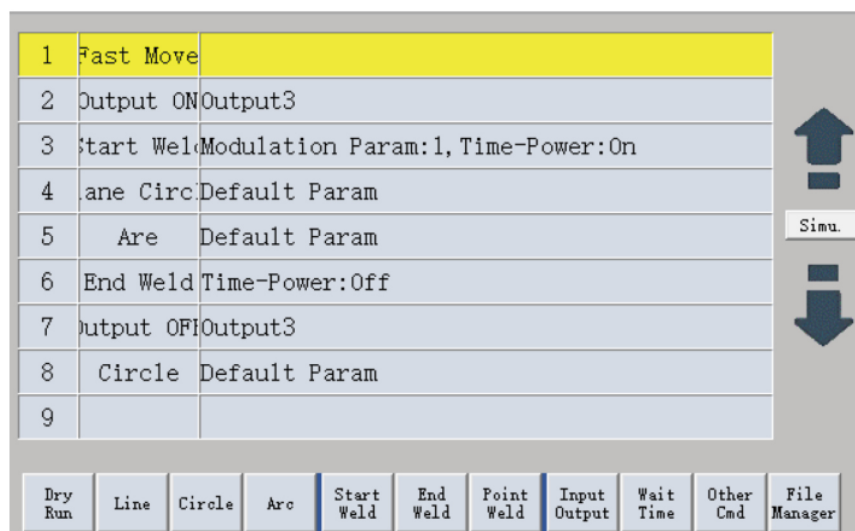 1 Fast Move
2 Output ON Output3
3 Start Weld Modulation Param:1,Time-Power:On
4 lane Circl Default Param
5 Are Default Param
6 End Weld Time-Power:Off
7 Output OFF Output3
8 Circle Default Param
9
Simu.
Dry Run Line Circle Arc Start Weld End Weld Point Weld Input Output Wait Time Other Cmd File Manager